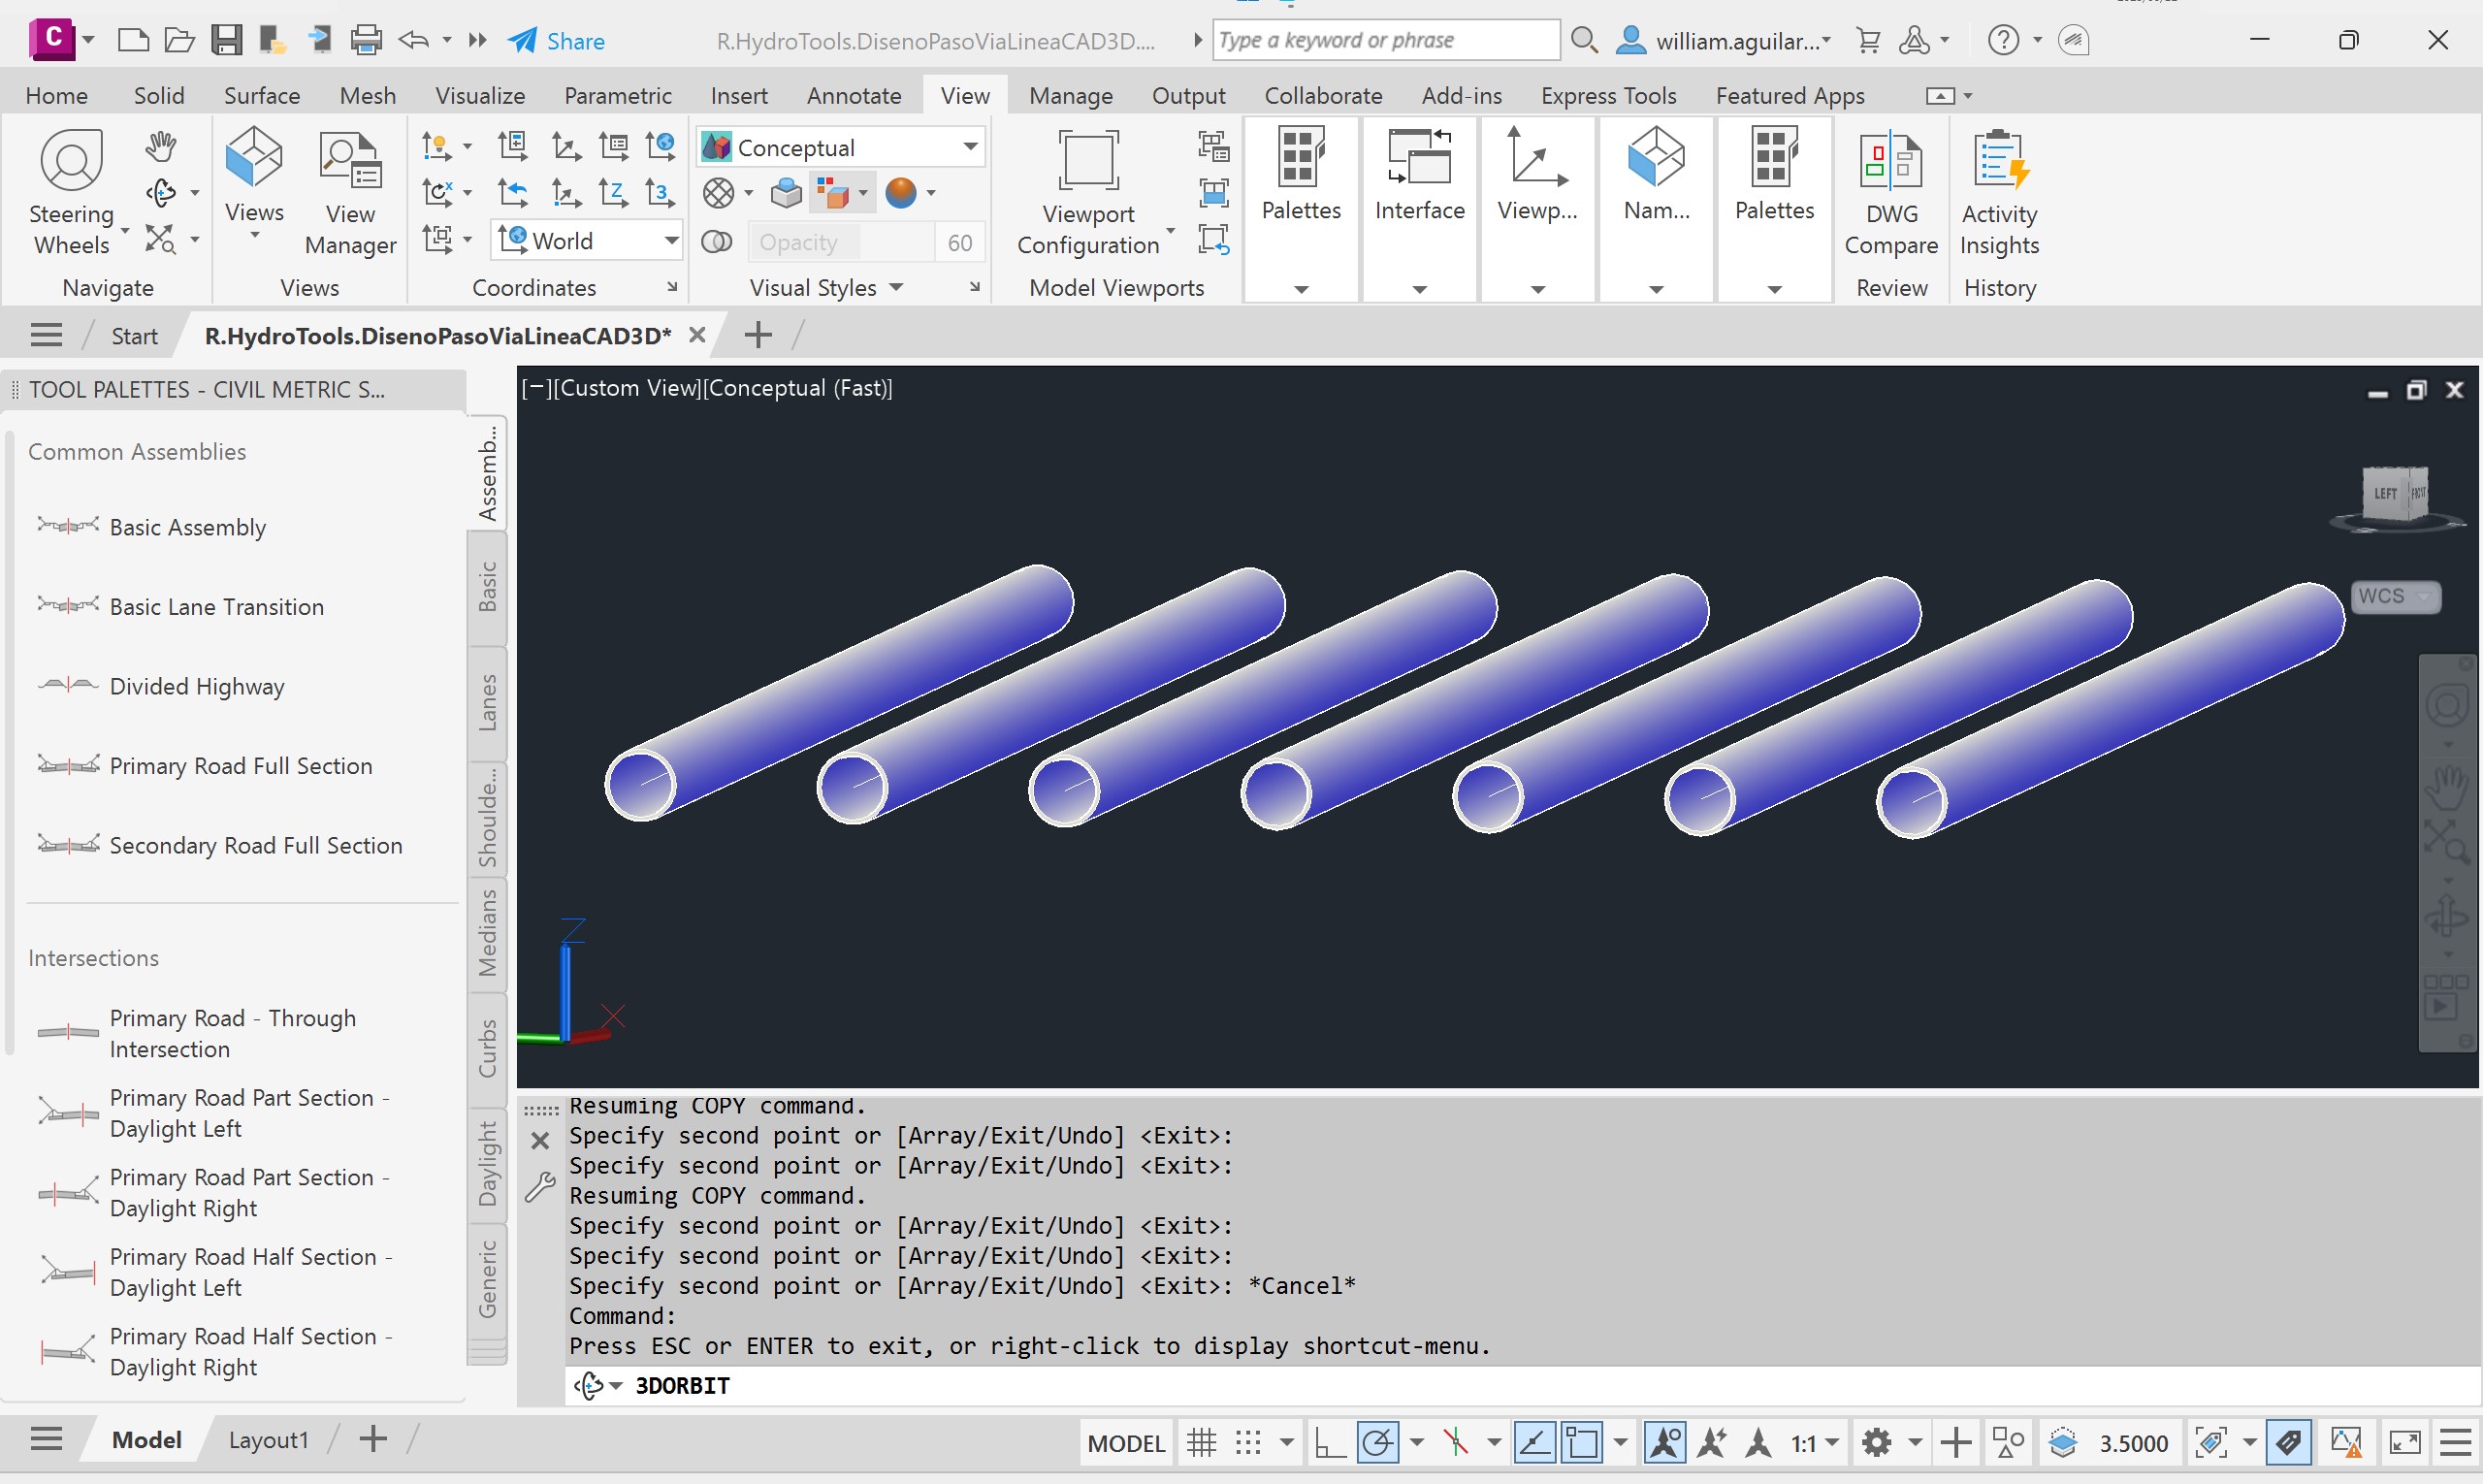 C
Share
R.HydroTools.DisenoPasoViaLineaCAD3D....
Type a keyword or phrase
william.aguilar...
Home Solid Surface Mesh Visualize Parametric Insert Annotate View Manage Output Collaborate Add-ins Express Tools Featured Apps
Steering
Wheels
Views
View
Manager
World
Conceptual
Opacity 60
Viewport
Configuration
Palettes
Interface
Viewp...
Nam...
Palettes
DWG
Compare
Activity
Insights
Navigate Views Coordinates Visual Styles Model Viewports Review History
Start R.HydroTools.DisenoPasoViaLineaCAD3D*
TOOL PALETTES - CIVIL METRIC S...
Common Assemblies
Basic Assembly
Basic Lane Transition
Divided Highway
Primary Road Full Section
Secondary Road Full Section
Intersections
Primary Road - Through
Intersection
Primary Road Part Section -
Daylight Left
Primary Road Part Section -
Daylight Right
Primary Road Half Section -
Daylight Left
Primary Road Half Section -
Daylight Right
Assemb...
Basic
Lanes
Shoulde...
Medians
Curbs
Daylight
Generic
[−][Custom View][Conceptual (Fast)]
LEFT FRONT
WCS
Z
X
Resuming COPY command.
Specify second point or [Array/Exit/Undo] <Exit>:
Specify second point or [Array/Exit/Undo] <Exit>:
Resuming COPY command.
Specify second point or [Array/Exit/Undo] <Exit>:
Specify second point or [Array/Exit/Undo] <Exit>:
Specify second point or [Array/Exit/Undo] <Exit>: *Cancel*
Command:
Press ESC or ENTER to exit, or right-click to display shortcut-menu.
3DORBIT
Model Layout1
MODEL 1:1 3.5000